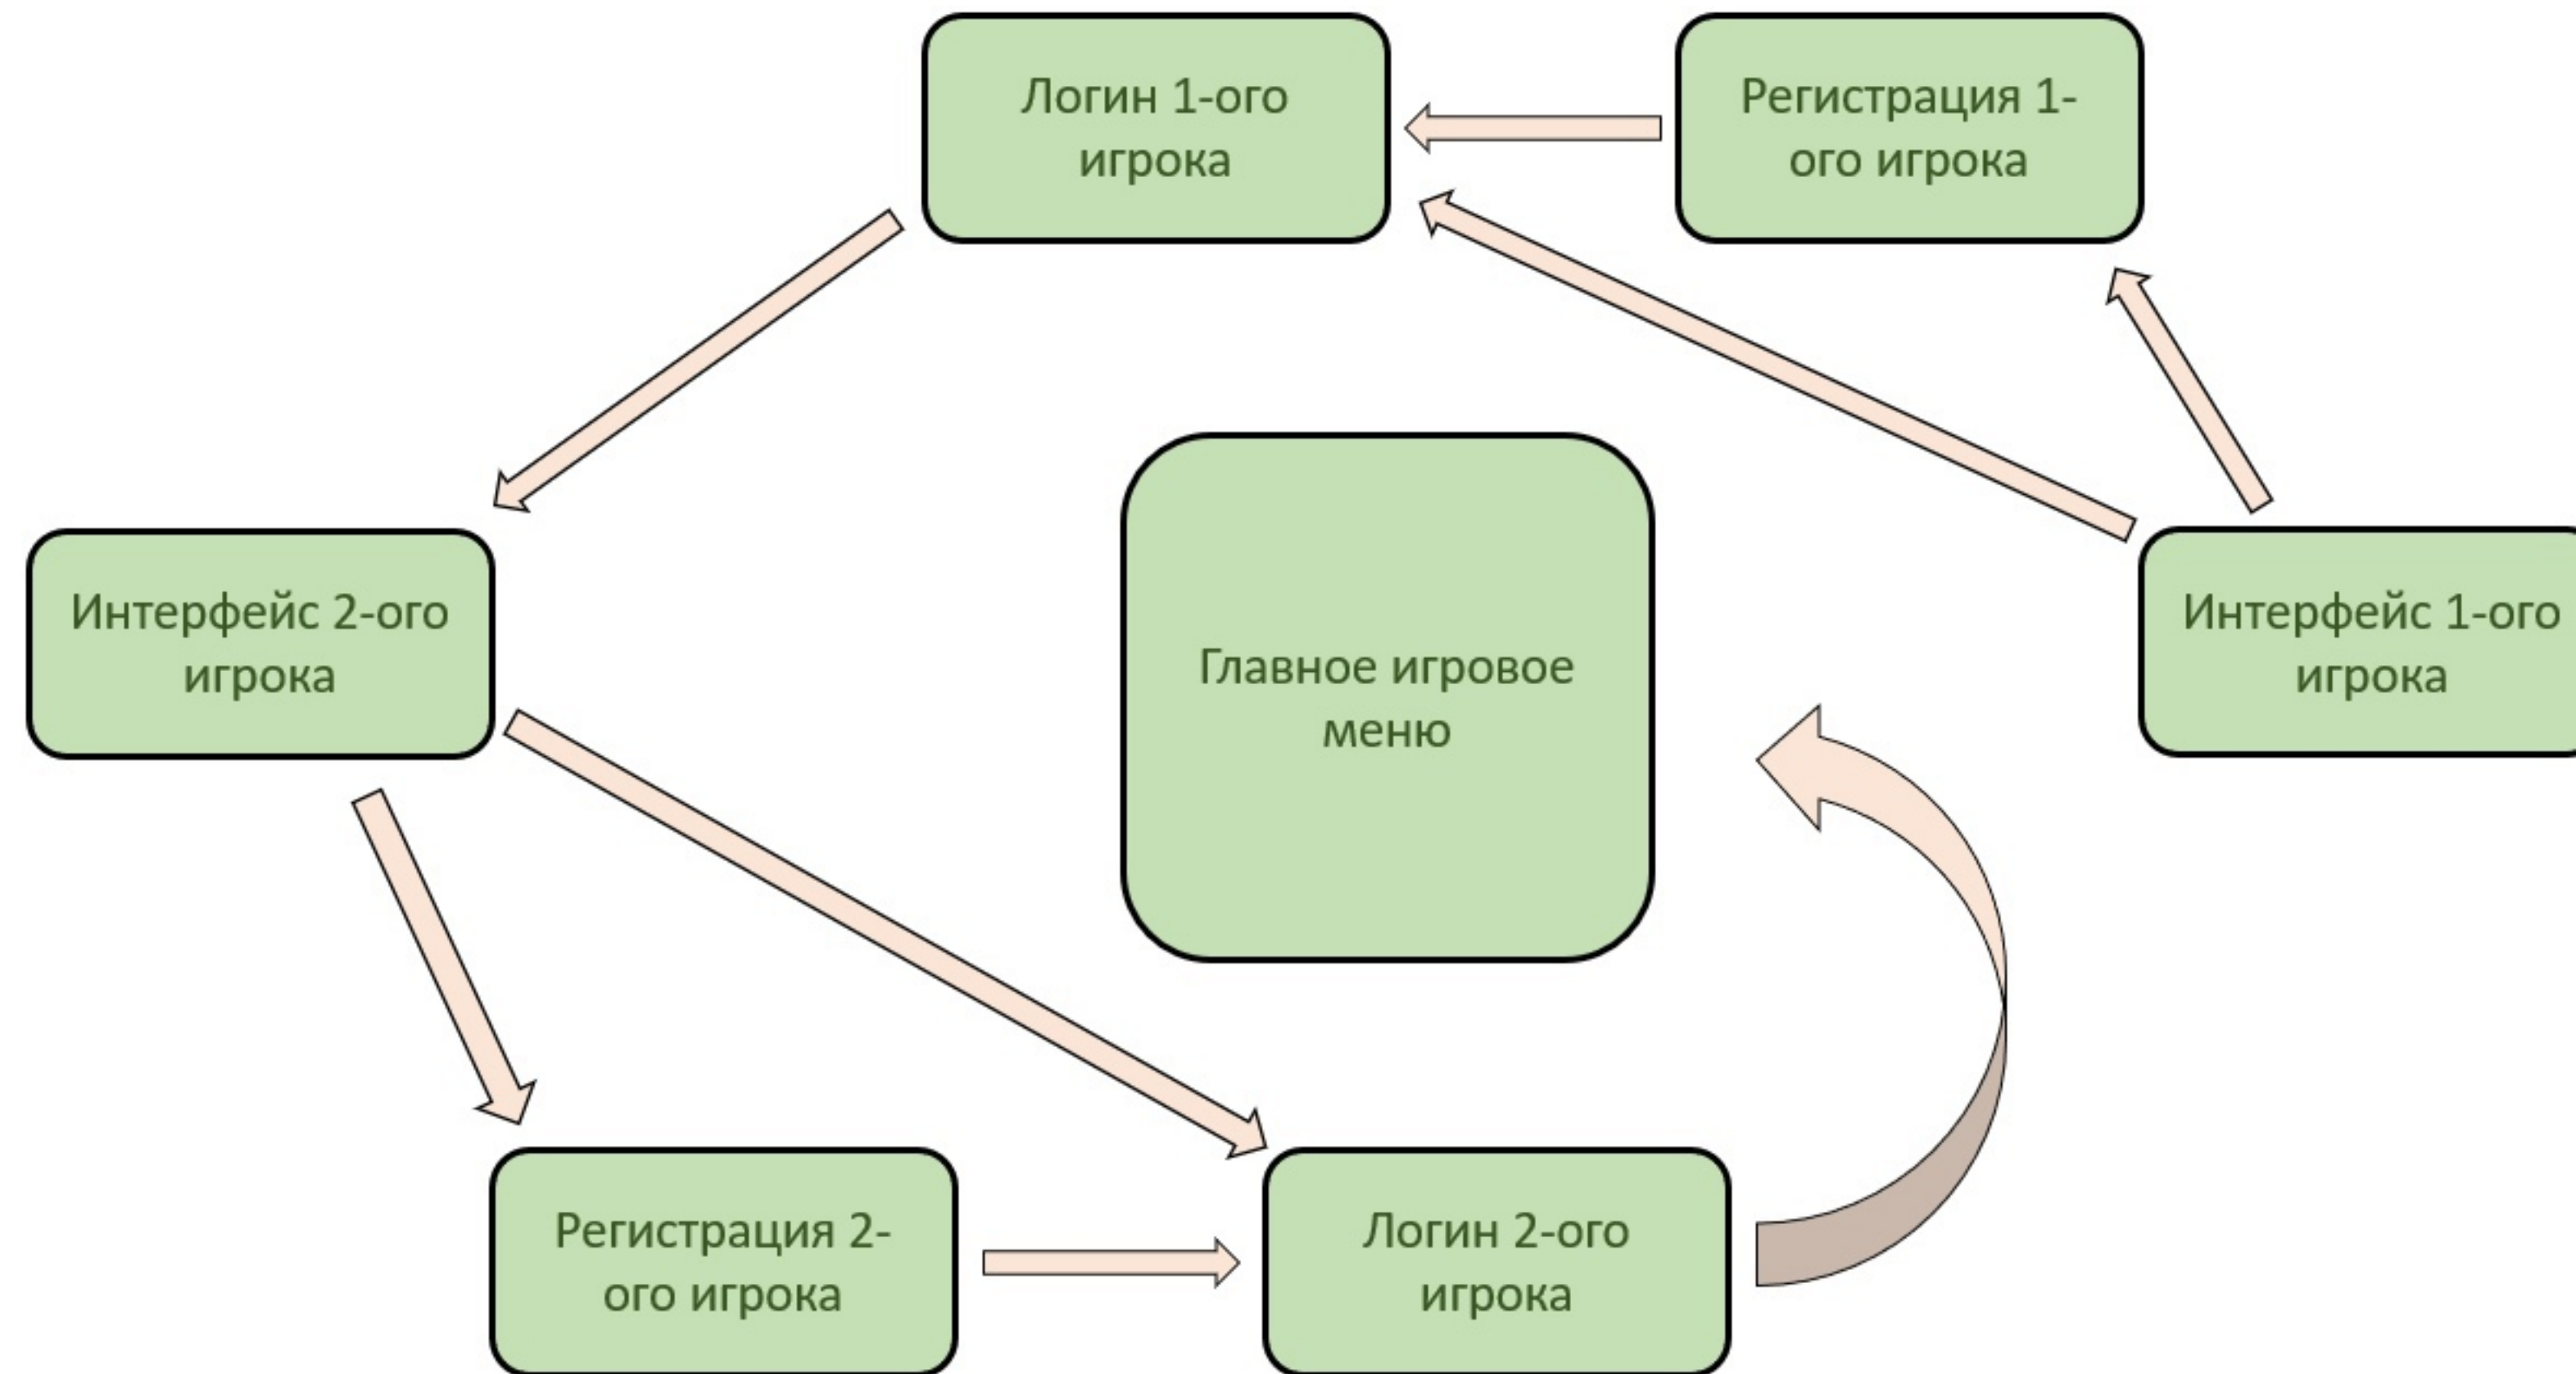 Логин 1-ого
игрока
Регистрация 1-
ого игрока
Интерфейс 2-ого
игрока
Главное игровое
меню
Интерфейс 1-ого
игрока
Регистрация 2-
ого игрока
Логин 2-ого
игрока